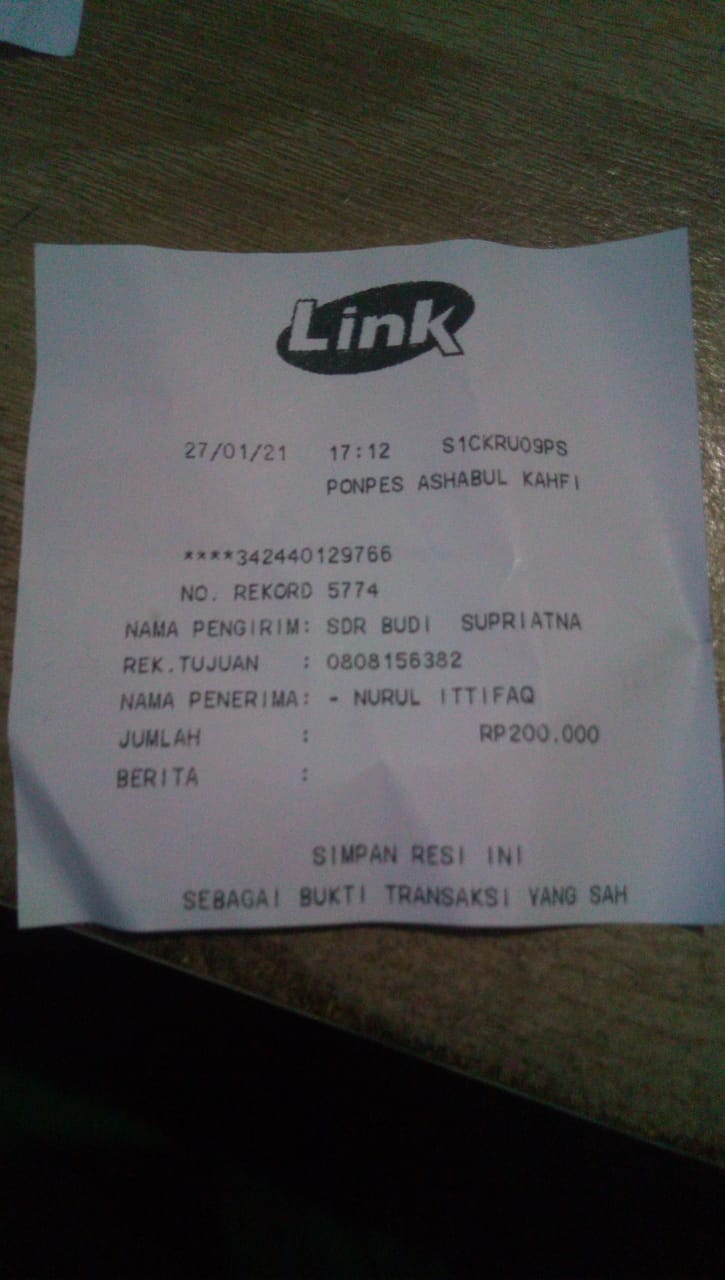 Link
27/01/21 17:12 S1CKRU09PS
PONPES ASHABUL KAHFI
****342440129766
NO. REKORD 5774
NAMA PENGIRIM: SDR BUDI SUPRIATNA
REK.TUJUAN : 0808156382
NAMA PENERIMA: - NURUL ITTIFAQ
JUMLAH : RP200.000
BERITA :
SIMPAN RESI INI
SEBAGAI BUKTI TRANSAKSI YANG SAH